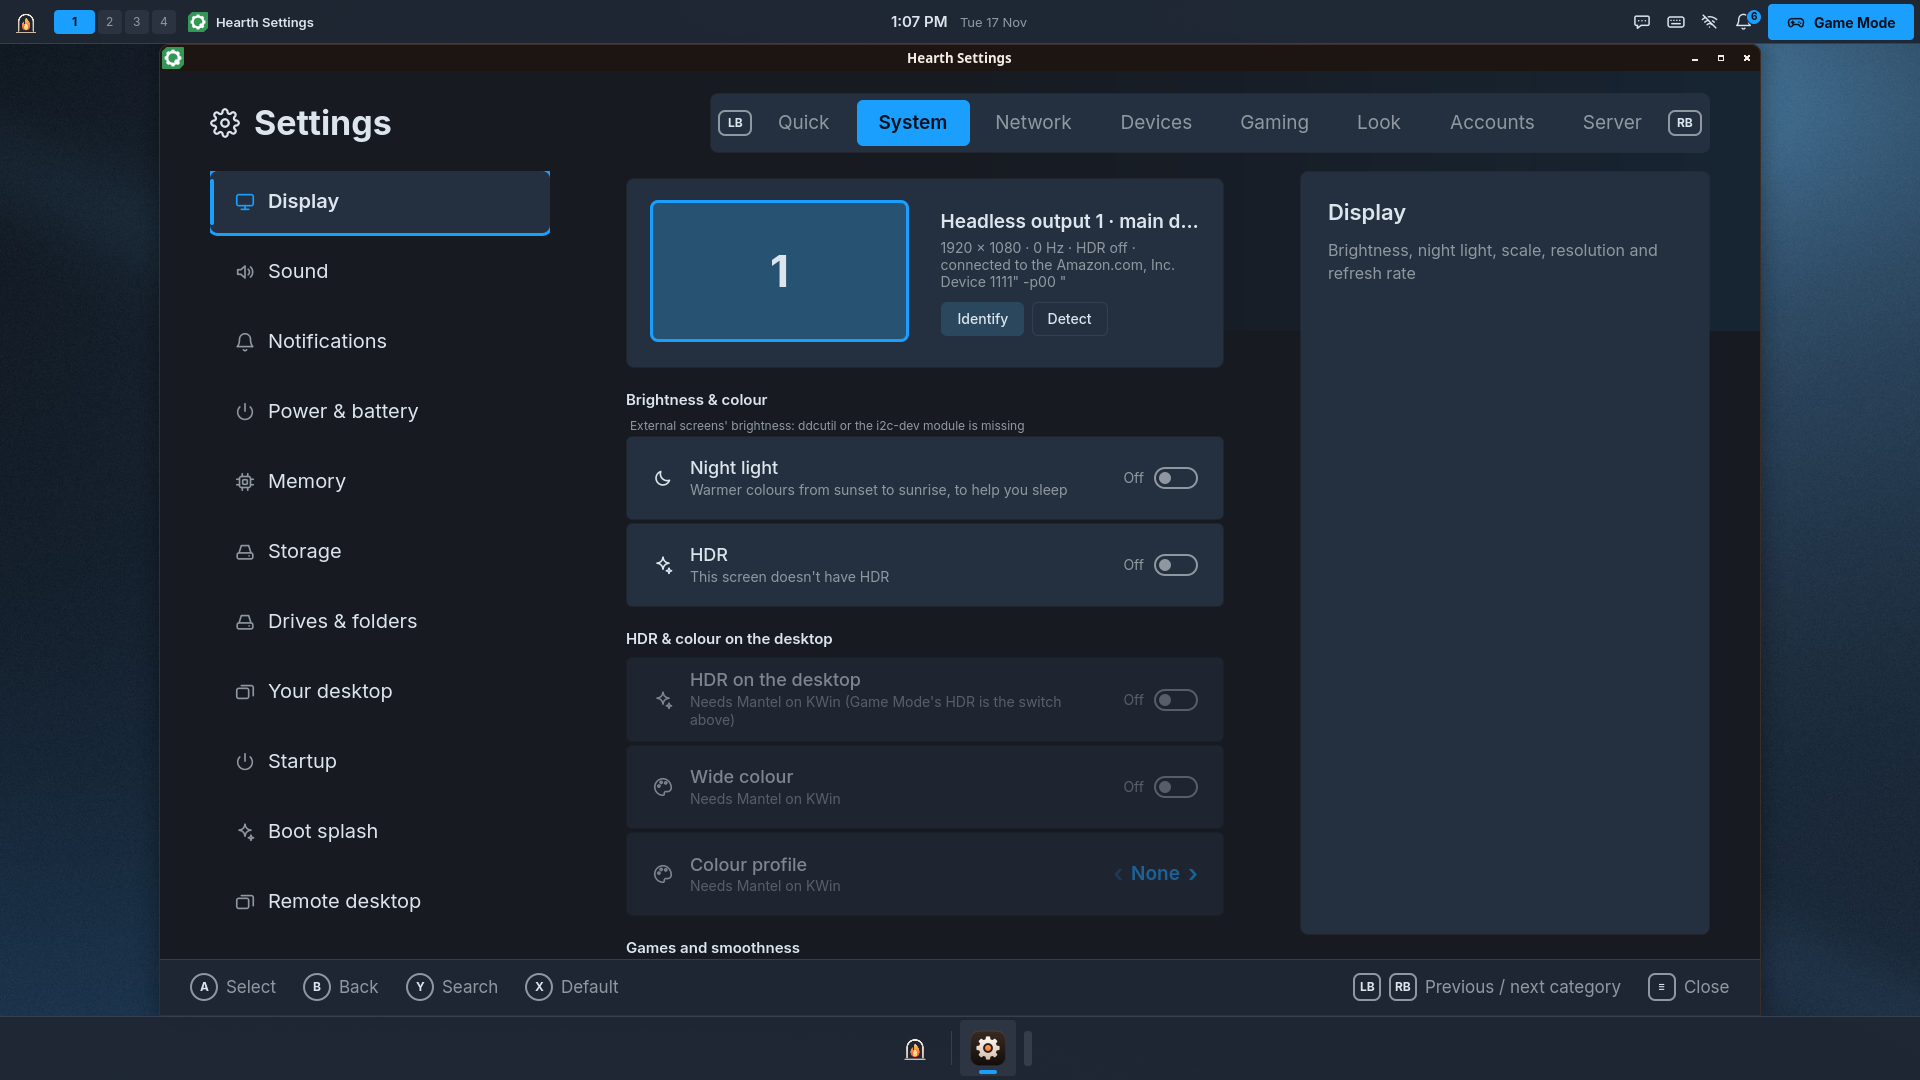 1
2
3
4
Hearth Settings
1:07 PM Tue 17 Nov
6
Game Mode
Hearth Settings
Settings
LB
Quick
System
Network
Devices
Gaming
Look
Accounts
Server
RB
Display
Sound
Notifications
Power & battery
Memory
Storage
Drives & folders
Your desktop
Startup
Boot splash
Remote desktop
1
Headless output 1 · main d...
1920 × 1080 · 0 Hz · HDR off ·
connected to the Amazon.com, Inc.
Device 1111" -p00 "
Identify
Detect
Brightness & colour
External screens' brightness: ddcutil or the i2c-dev module is missing
Night light
Warmer colours from sunset to sunrise, to help you sleep
Off
HDR
This screen doesn't have HDR
Off
HDR & colour on the desktop
HDR on the desktop
Needs Mantel on KWin (Game Mode's HDR is the switch
above)
Off
Wide colour
Needs Mantel on KWin
Off
Colour profile
Needs Mantel on KWin
‹ None ›
Games and smoothness
Display
Brightness, night light, scale, resolution and
refresh rate
A Select
B Back
Y Search
X Default
LB RB Previous / next category
≡ Close